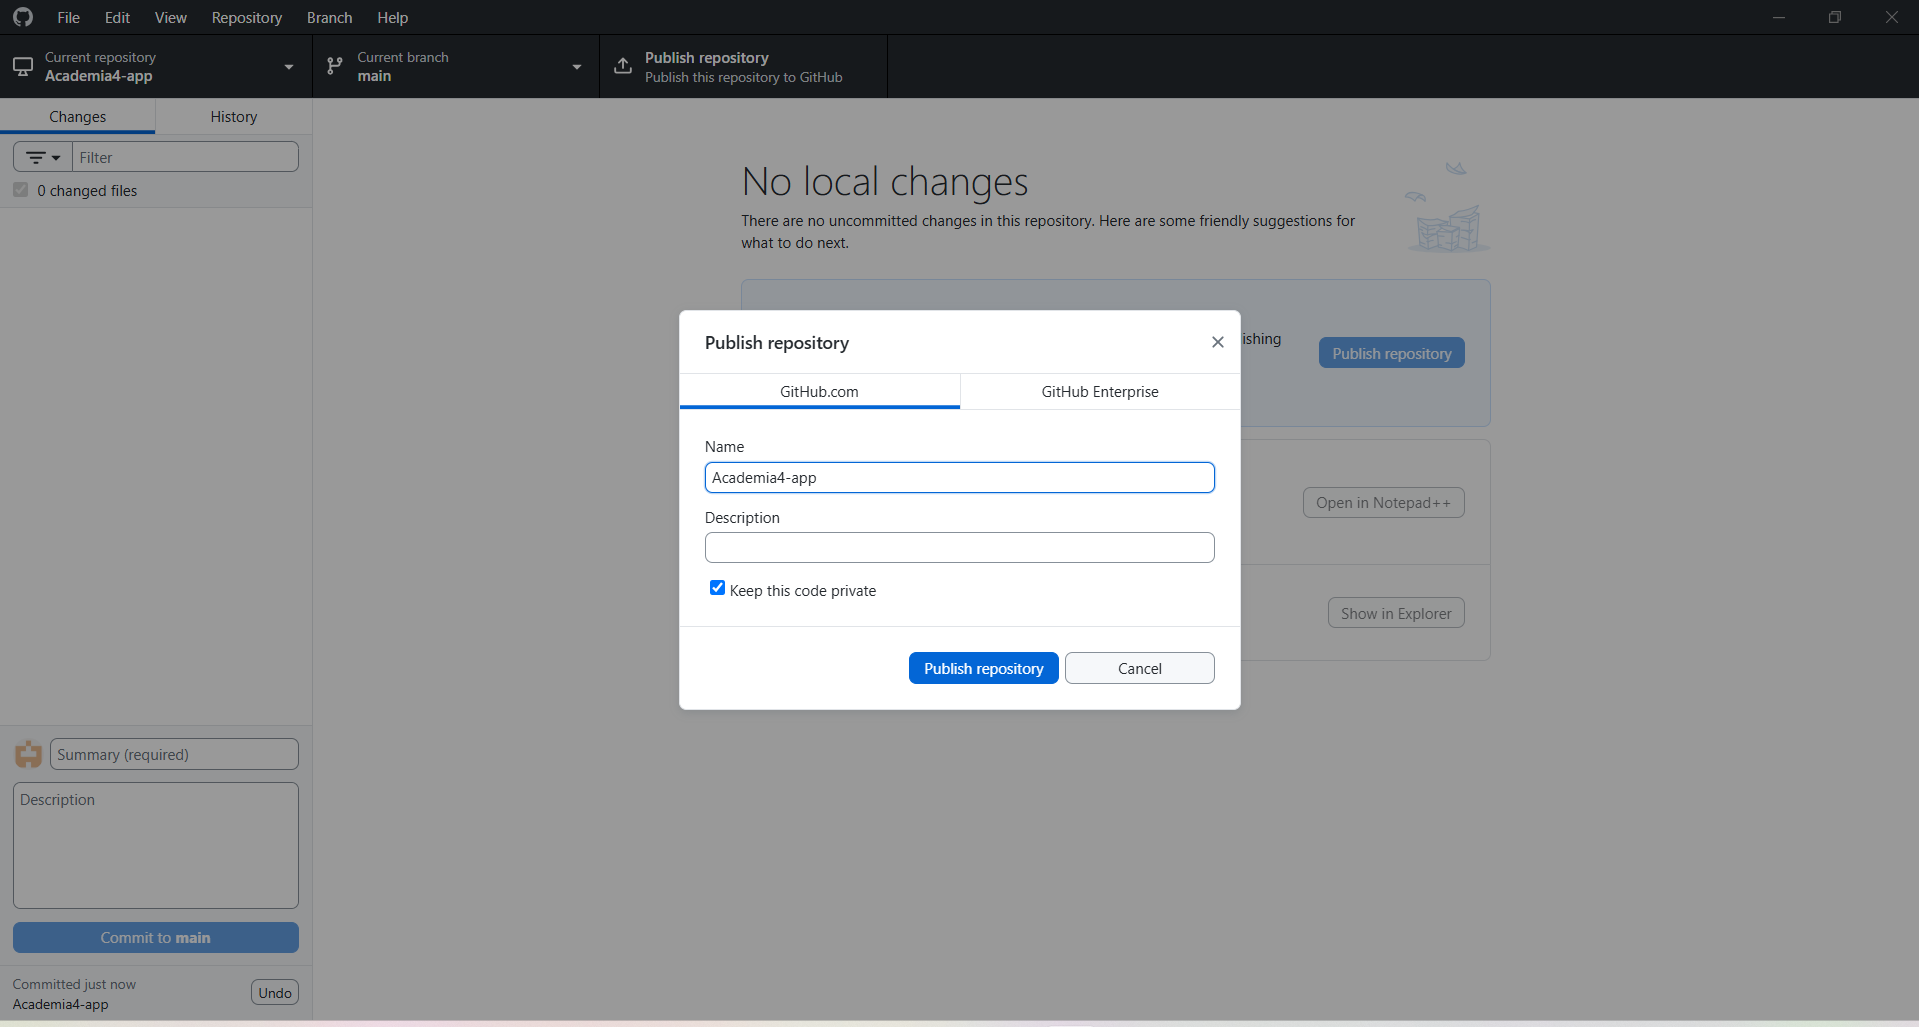 File Edit View Repository Branch Help
Current repository
Academia4-app
Current branch
main
Publish repository
Publish this repository to GitHub
Changes History
Filter
0 changed files
No local changes
There are no uncommitted changes in this repository. Here are some friendly suggestions for
what to do next.
ishing
Publish repository
Open in Notepad++
Show in Explorer
Publish repository
GitHub.com GitHub Enterprise
Name
Academia4-app
Description
Keep this code private
Publish repository Cancel
Summary (required)
Description
Commit to main
Committed just now
Academia4-app
Undo